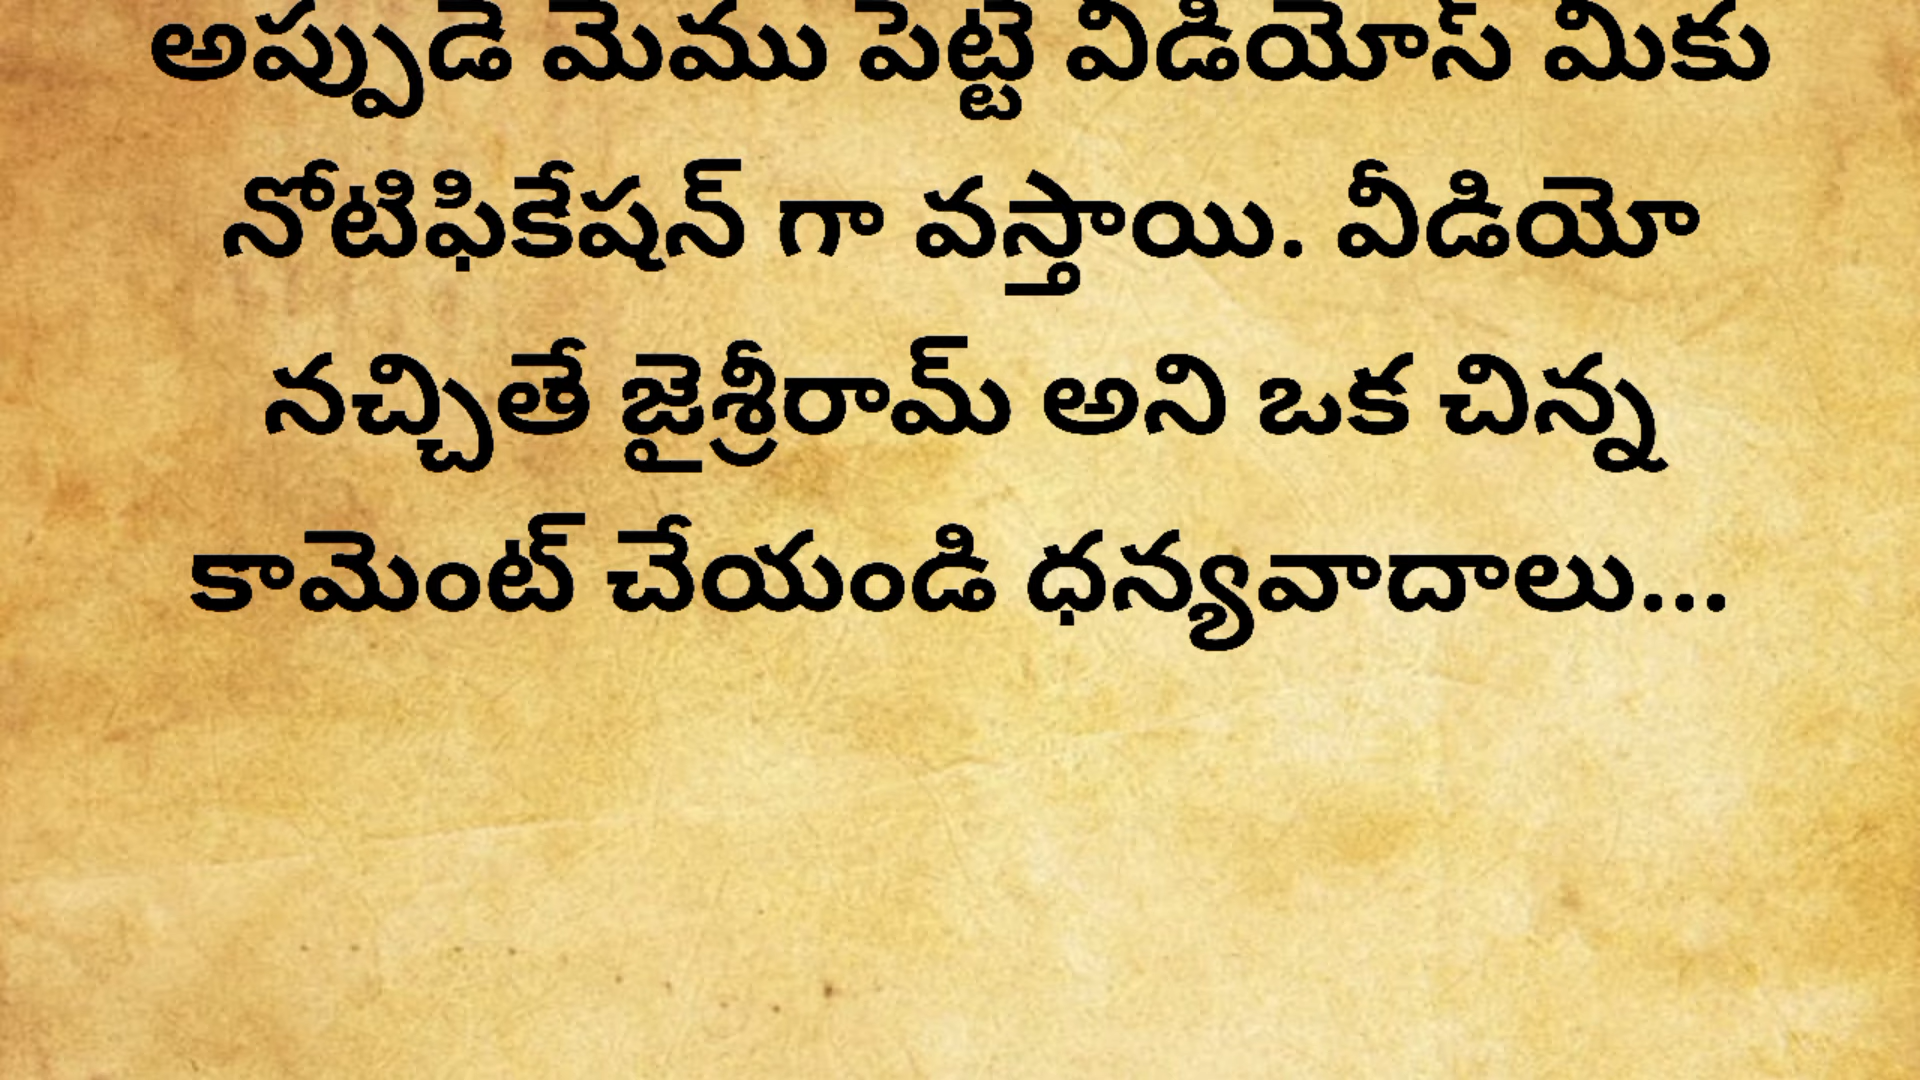 అప్పుడే మేము పెట్టే వీడియోస్ మీకు
నోటిఫికేషన్ గా వస్తాయి. వీడియో
నచ్చితే జైశ్రీరామ్ అని ఒక చిన్న
కామెంట్ చేయండి ధన్యవాదాలు...